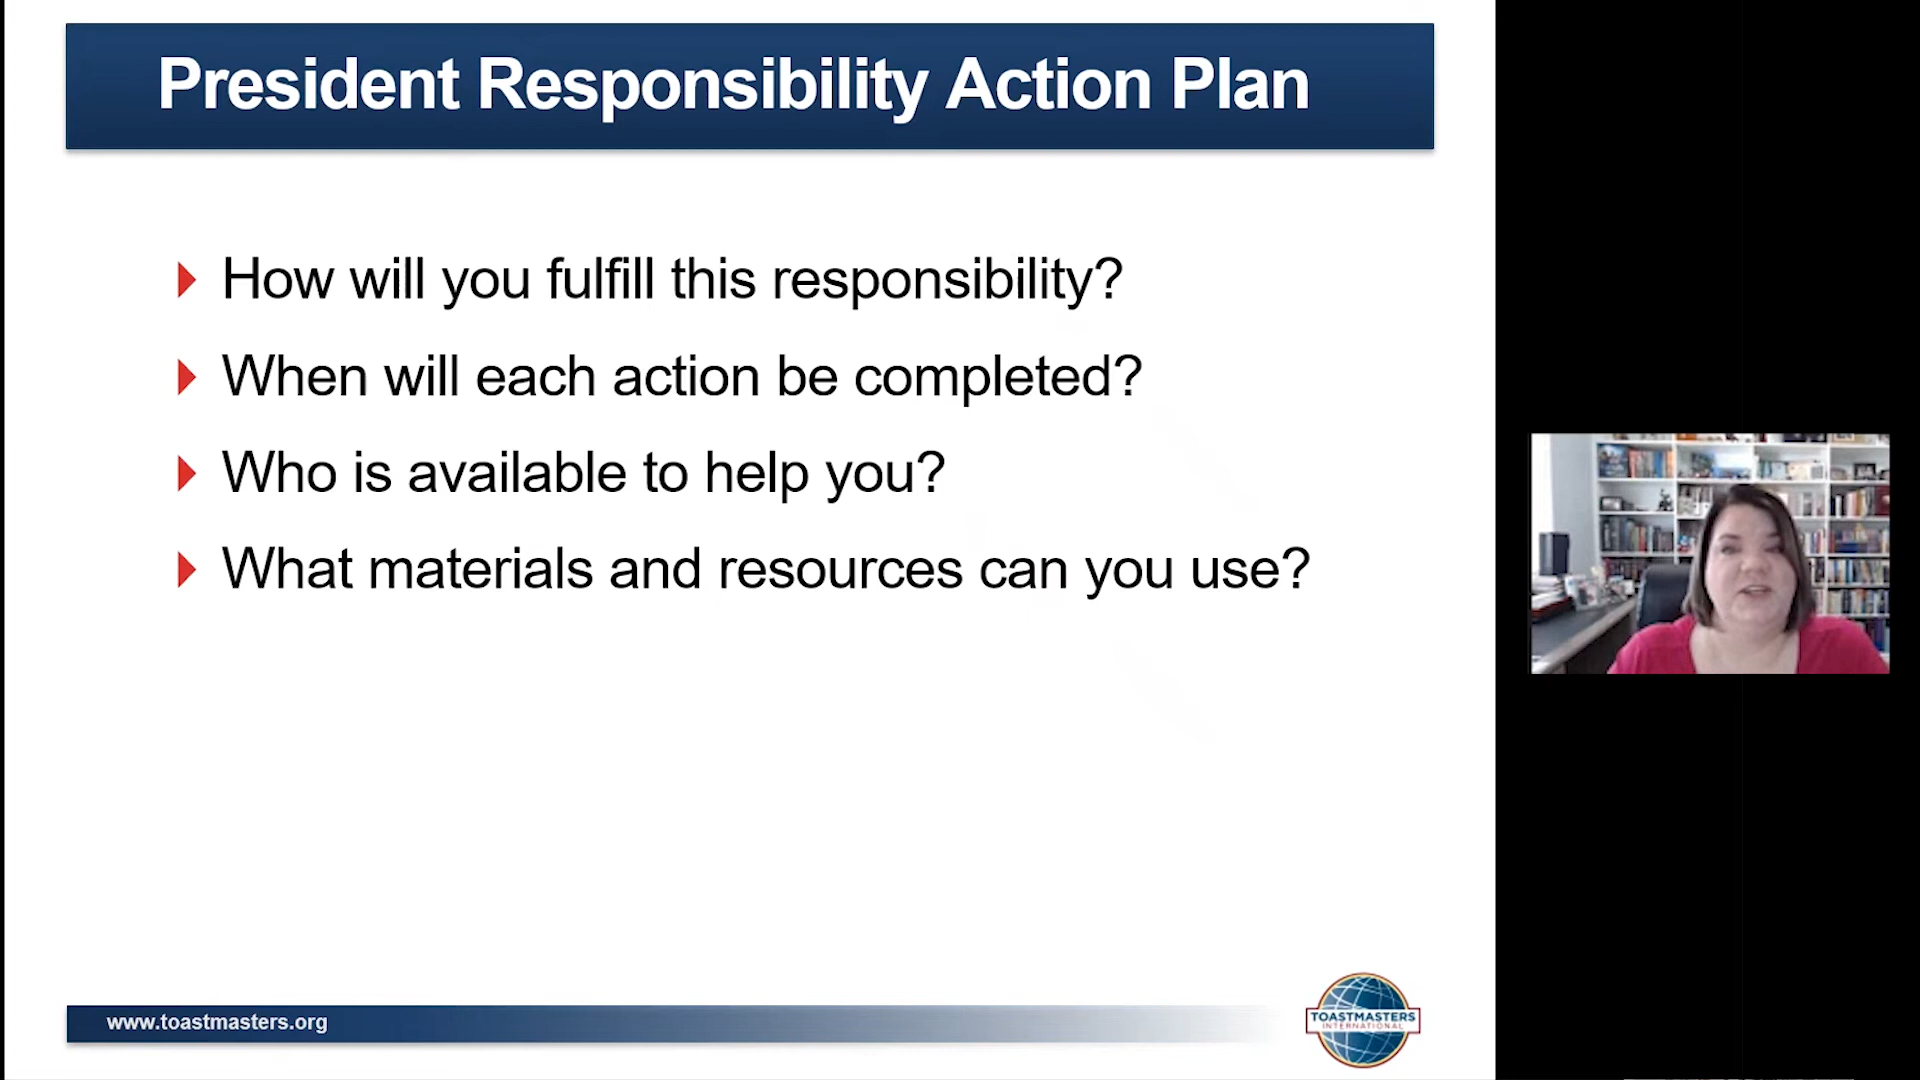 President Responsibility Action Plan
How will you fulfill this responsibility?
When will each action be completed?
Who is available to help you?
What materials and resources can you use?
www.toastmasters.org
TOASTMASTERS
INTERNATIONAL